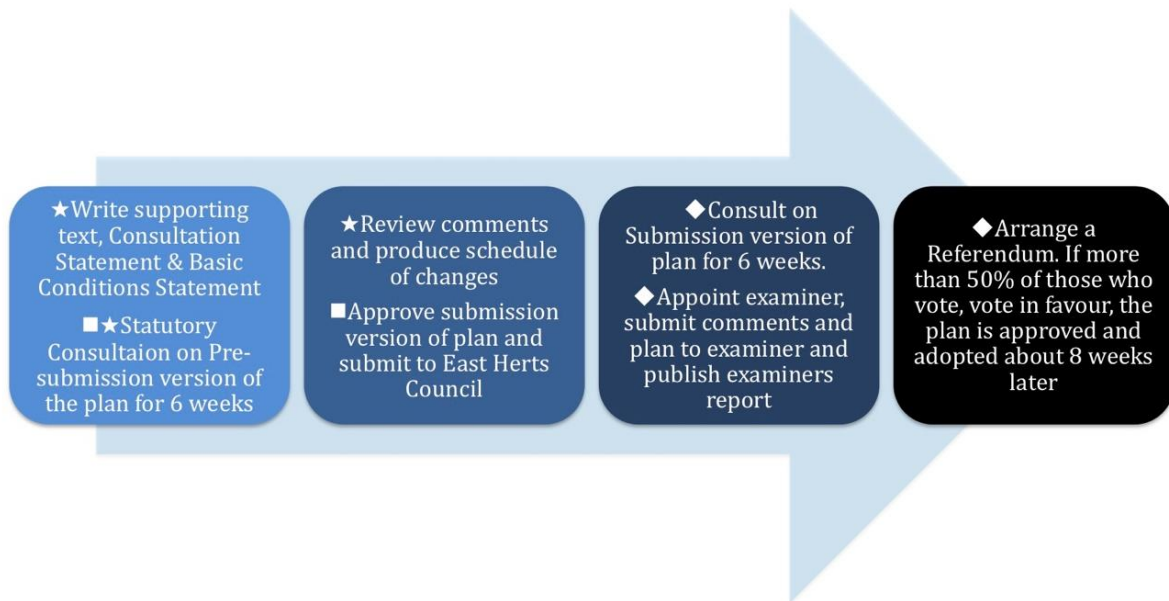 ★Write supporting
text, Consultation
Statement & Basic
Conditions Statement
■★Statutory
Consultaion on Pre-
submission version of
the plan for 6 weeks
★Review comments
and produce schedule
of changes
■Approve submission
version of plan and
submit to East Herts
Council
◆Consult on
Submission version of
plan for 6 weeks.
◆Appoint examiner,
submit comments and
plan to examiner and
publish examiners
report
◆Arrange a
Referendum. If more
than 50% of those who
vote, vote in favour, the
plan is approved and
adopted about 8 weeks
later